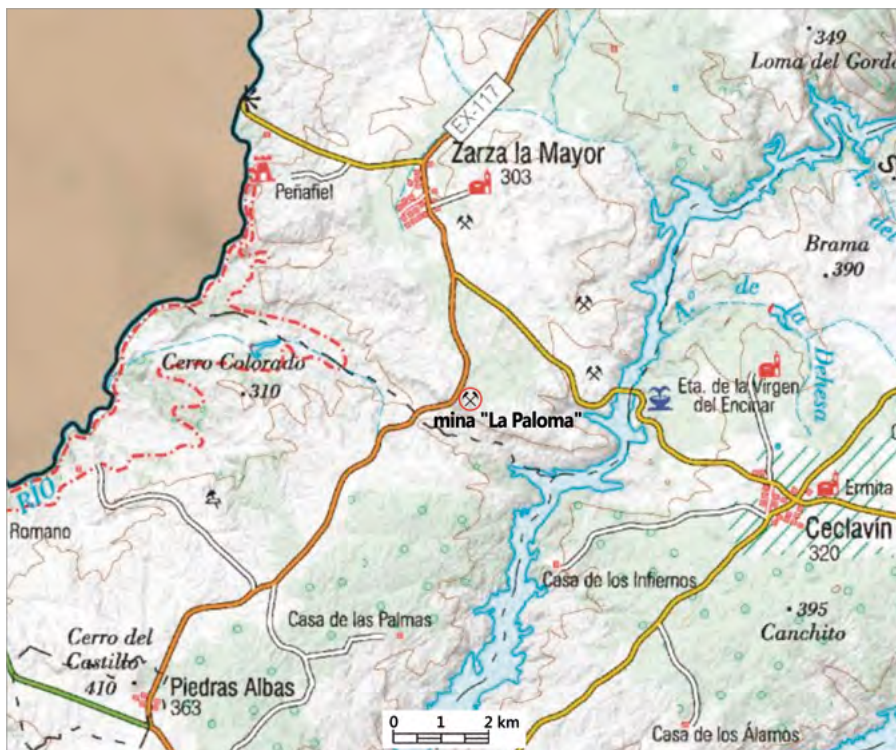 349
Loma del Gordo
EX-117
Zarza la Mayor
303
Peñafiel
Brama
390
A.º de la
Dehesa
Cerro Colorado
310
Eta. de la Virgen
del Encinar
mina "La Paloma"
RÍO
Romano
Ermita
Ceclavín
320
Casa de los Infiernos
Casa de las Palmas
395
Canchito
Cerro del
Castillo
410
Piedras Albas
363
0 1 2 km
Casa de los Álamos